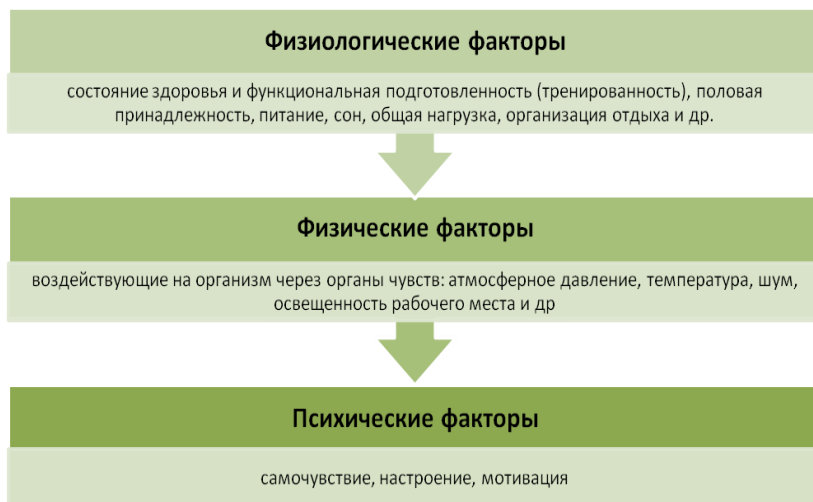 Физиологические факторы
состояние здоровья и функциональная подготовленность (тренированность), половая
принадлежность, питание, сон, общая нагрузка, организация отдыха и др.
Физические факторы
воздействующие на организм через органы чувств: атмосферное давление, температура, шум,
освещенность рабочего места и др
Психические факторы
самочувствие, настроение, мотивация